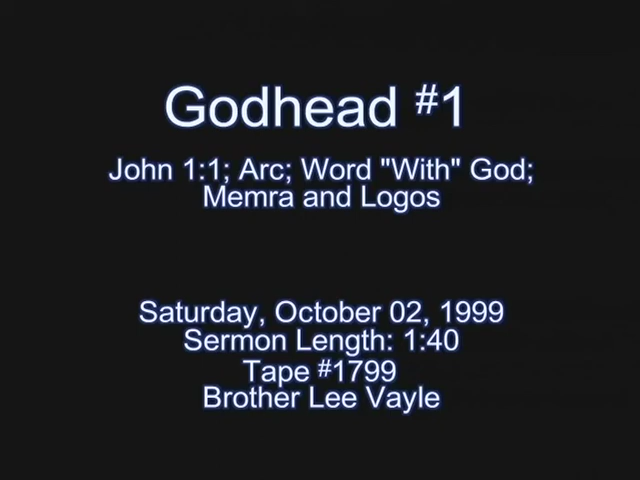 Godhead #1
John 1:1; Arc; Word "With" God;
Memra and Logos
Saturday, October 02, 1999
Sermon Length: 1:40
Tape #1799
Brother Lee Vayle